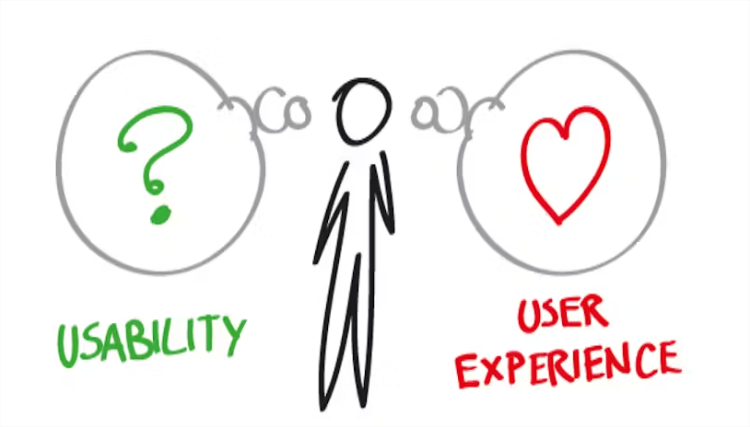 ?
USABILITY
USER
EXPERIENCE